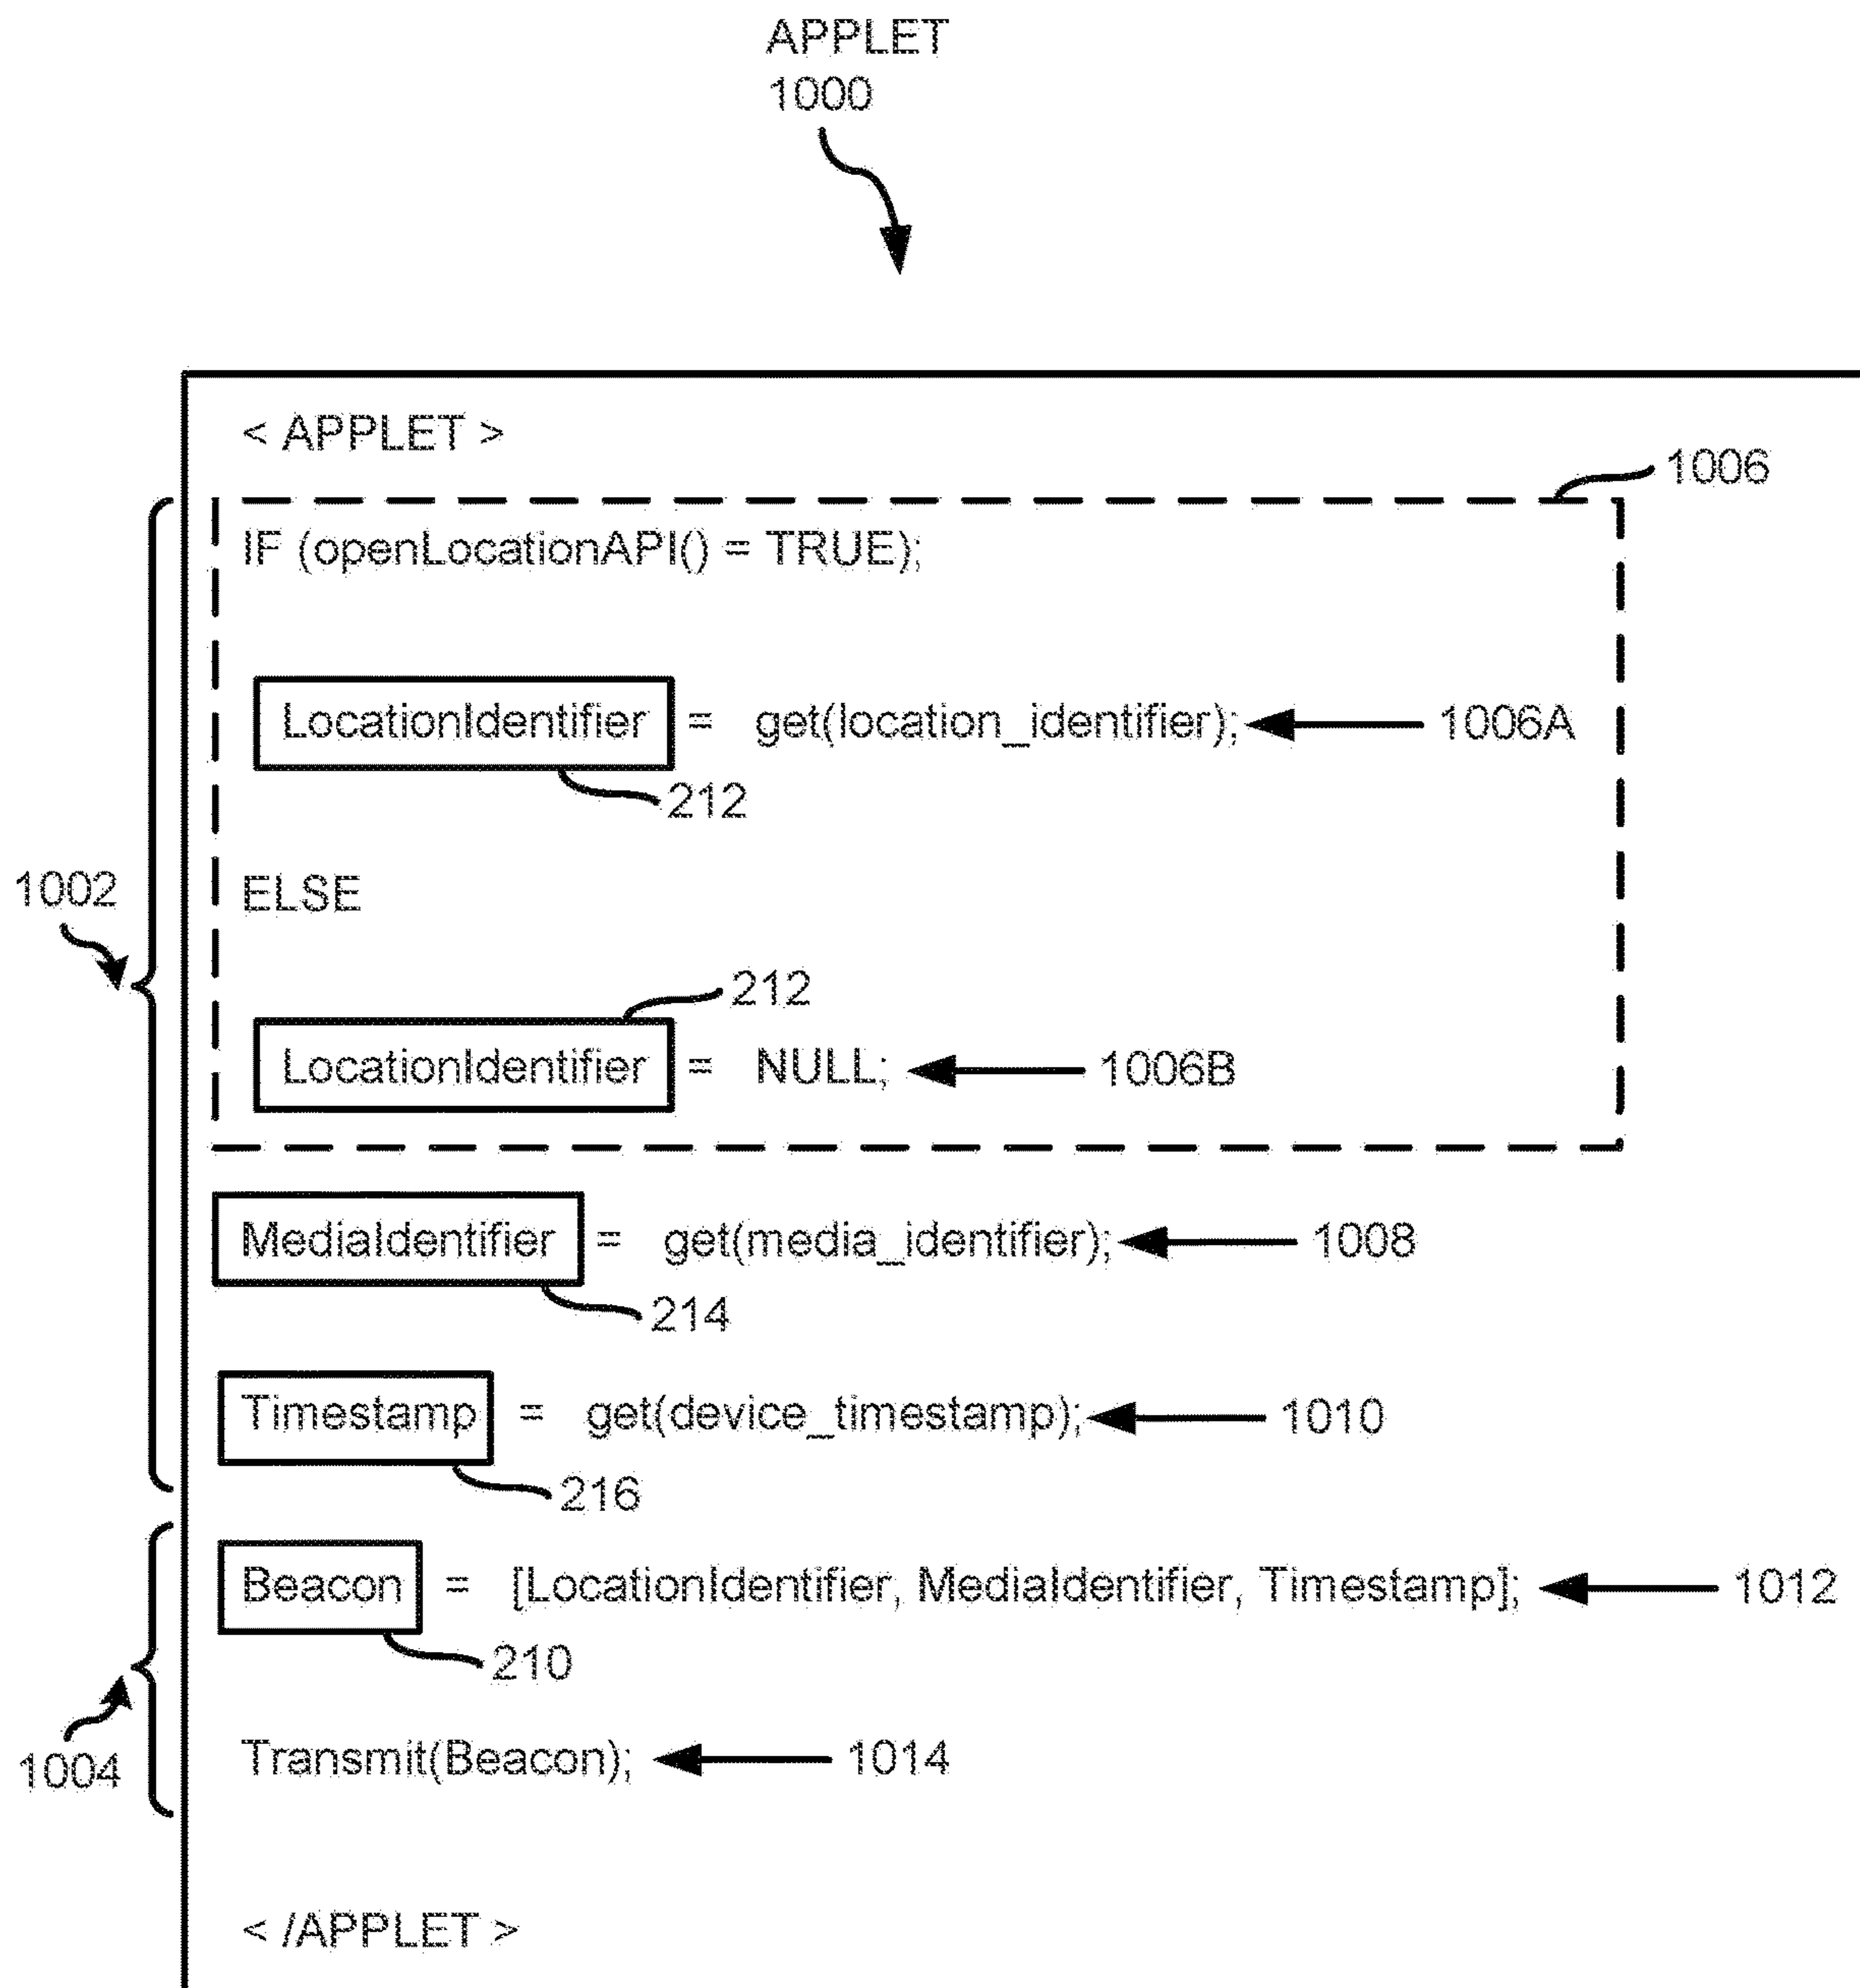 APPLET
1000
< APPLET >
1006
IF (openLocationAPI() = TRUE);
LocationIdentifier = get(location_identifier); 1006A
212
1002
ELSE
212
LocationIdentifier = NULL; 1006B
MediaIdentifier = get(media_identifier); 1008
214
Timestamp = get(device_timestamp); 1010
216
Beacon = [LocationIdentifier, MediaIdentifier, Timestamp]; 1012
210
1004
Transmit(Beacon); 1014
< /APPLET >